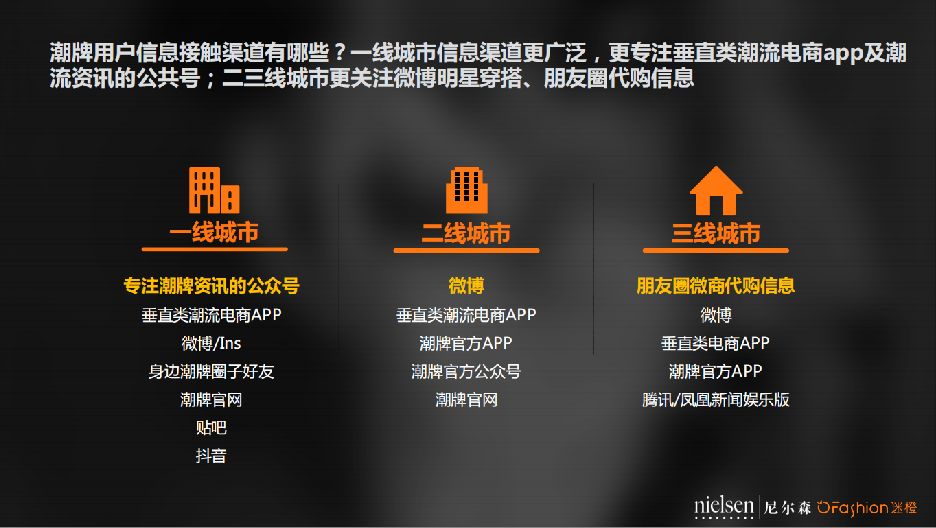 潮牌用户信息接触渠道有哪些？一线城市信息渠道更广泛，更专注垂直类潮流电商app及潮
流资讯的公共号；二三线城市更关注微博明星穿搭、朋友圈代购信息
一线城市
专注潮牌资讯的公众号
垂直类潮流电商APP
微博/Ins
身边潮牌圈子好友
潮牌官网
贴吧
抖音
二线城市
微博
垂直类潮流电商APP
潮牌官方APP
潮牌官方公众号
潮牌官网
三线城市
朋友圈微商代购信息
微博
垂直类电商APP
潮牌官方APP
腾讯/凤凰新闻娱乐版
nielsen 尼尔森 OFashion迷橙